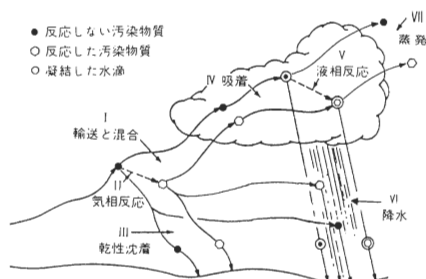 ● 反応しない汚染物質
○ 反応した汚染物質
○ 凝結した水滴
VII
蒸発
V
液相反応
IV 吸着
I
輸送と混合
II
気相反応
VI
降水
III
乾性沈着